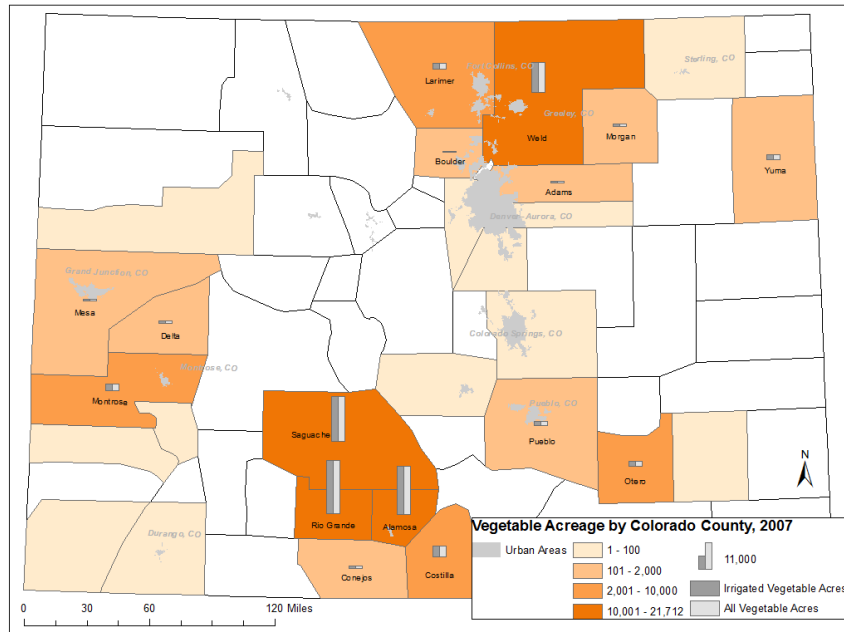 Sterling, CO
Fort Collins, CO
Larimer
Greeley, CO
Weld
Morgan
Boulder
Yuma
Adams
Denver-Aurora, CO
Grand Junction, CO
Mesa
Delta
Colorado Springs, CO
Montrose, CO
Montrose
Pueblo, CO
Saguache
Pueblo
Otero
N
Rio Grande
Alamosa
Durango, CO
Conejos
Costilla
Vegetable Acreage by Colorado County, 2007
Urban Areas
1 - 100
101 - 2,000
2,001 - 10,000
10,001 - 21,712
11,000
Irrigated Vegetable Acres
All Vegetable Acres
0 30 60 120 Miles